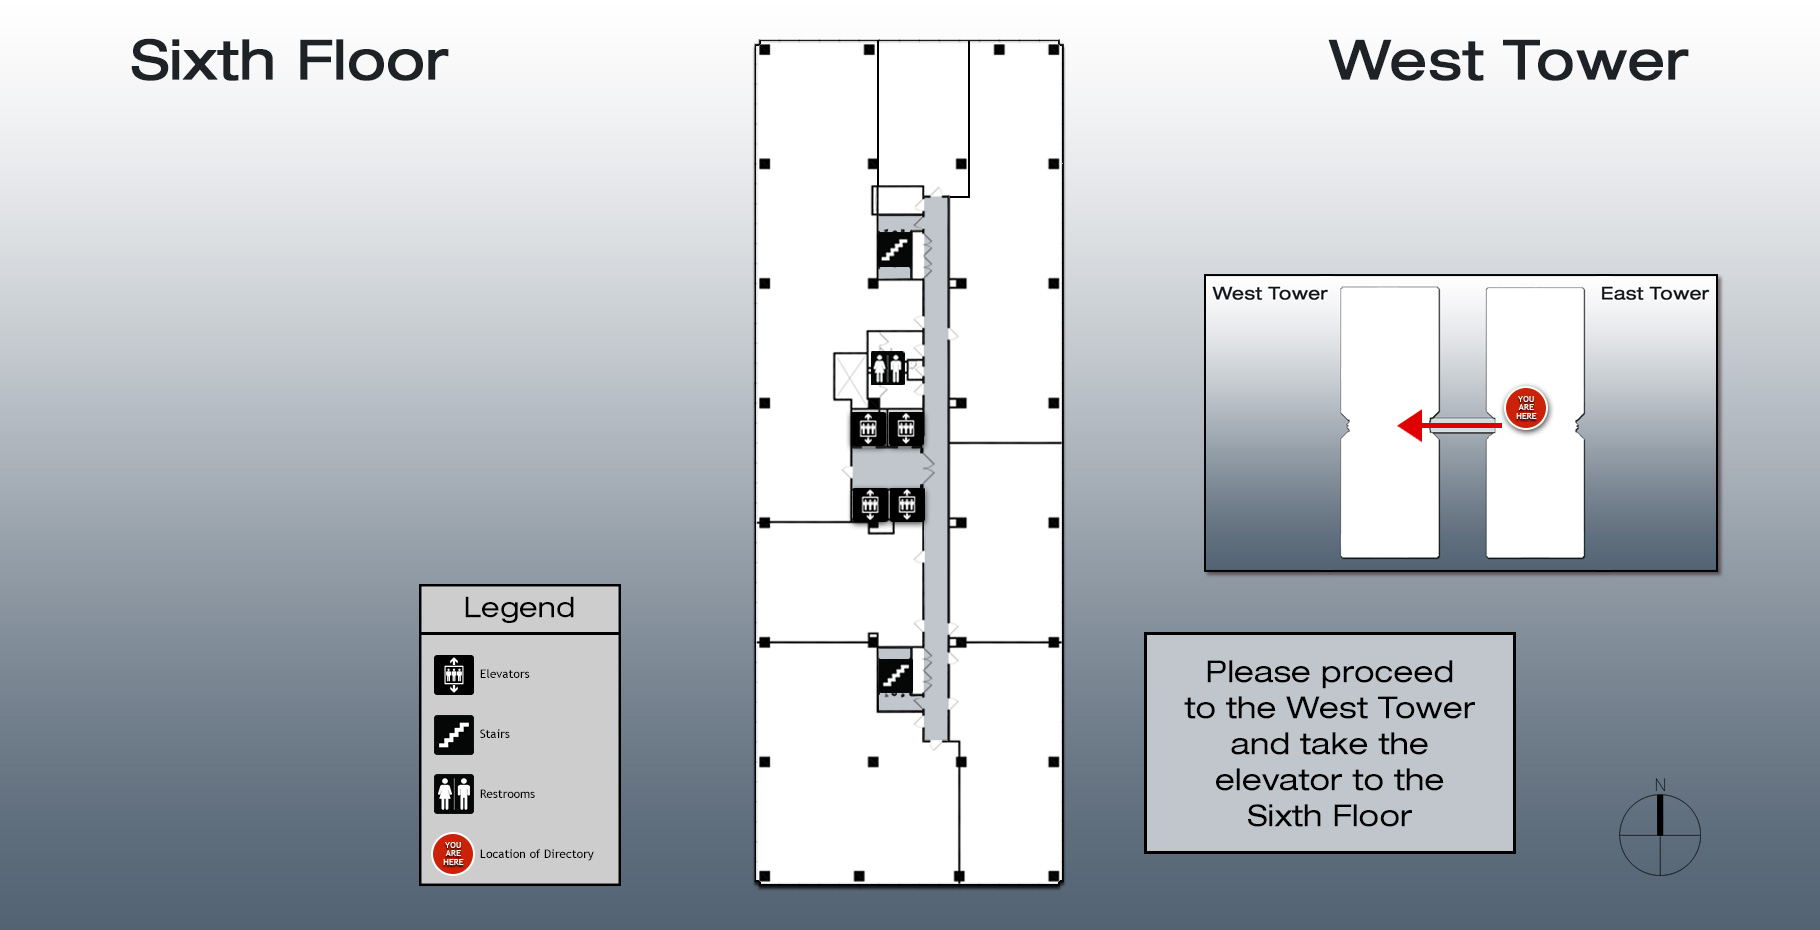 Sixth Floor
West Tower
West Tower
East Tower
YOU
ARE
HERE
Legend
Elevators
Stairs
Restrooms
YOU
ARE
HERE
Location of Directory
Please proceed
to the West Tower
and take the
elevator to the
Sixth Floor
N